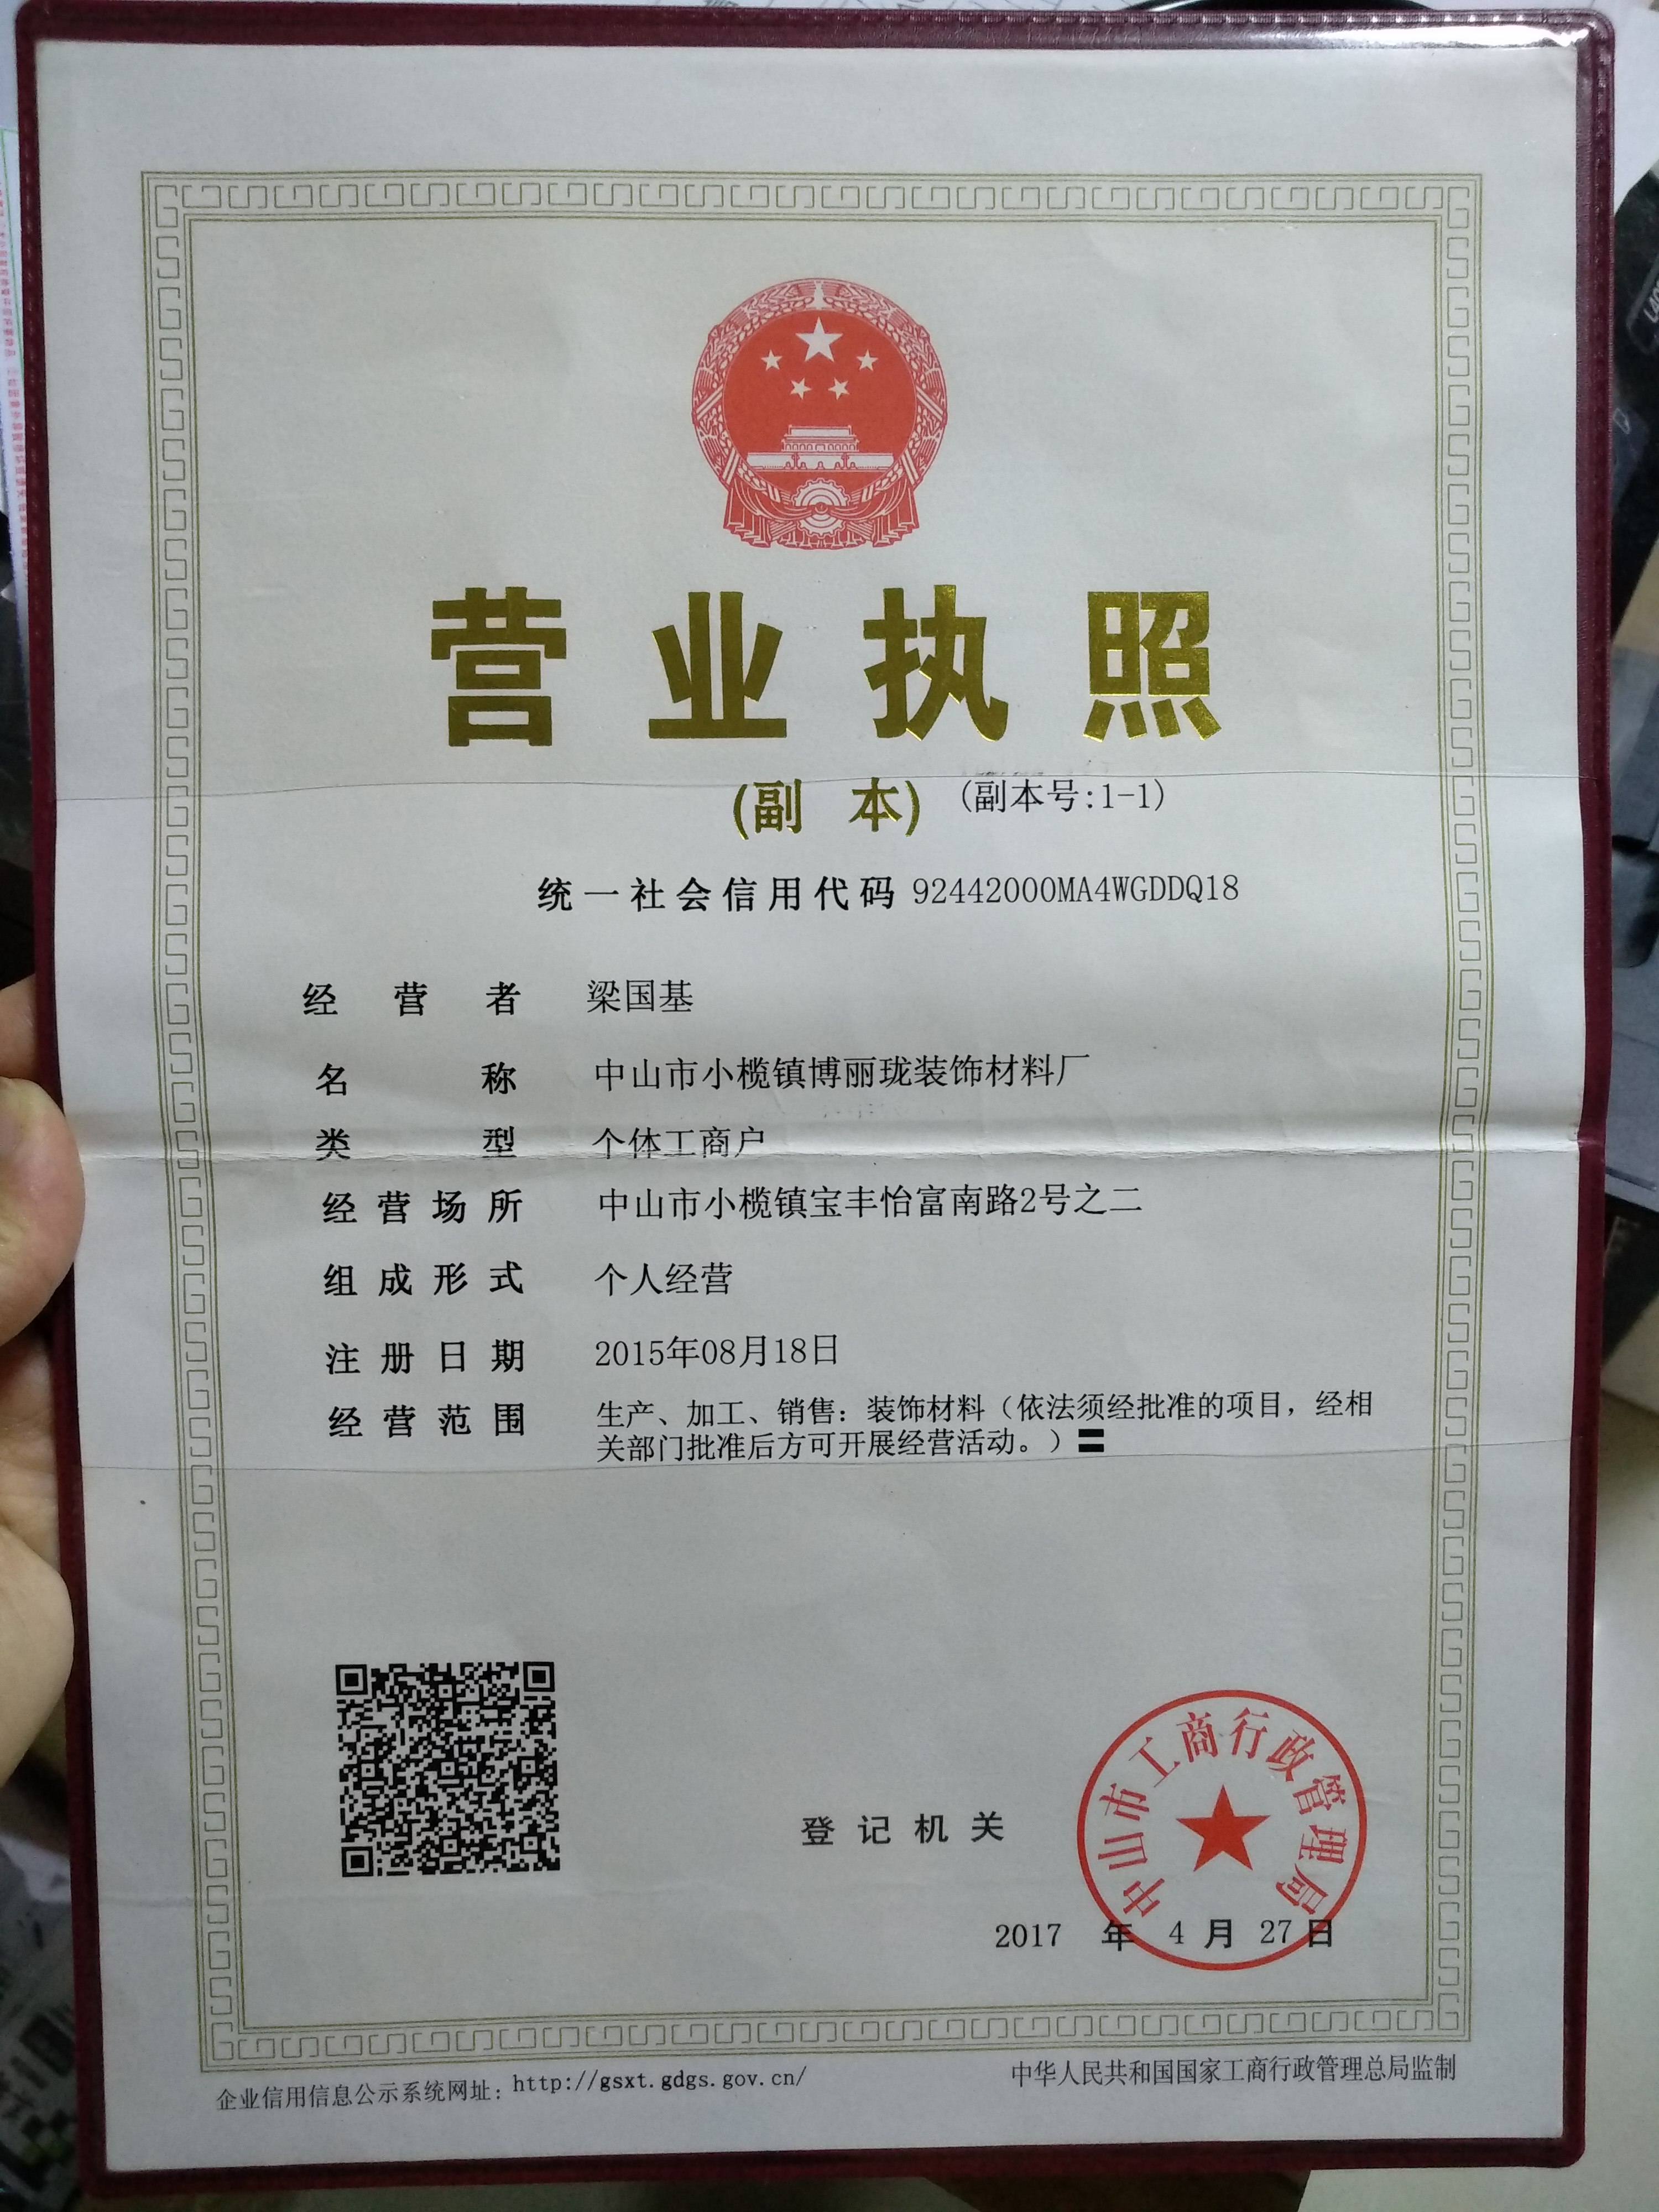 营业执照
(副 本) (副本号:1-1)
统一社会信用代码 92442000MA4WGDDQ18
经营者 梁国基
名称 中山市小榄镇博丽珑装饰材料厂
类型 个体工商户
经营场所 中山市小榄镇宝丰怡富南路2号之二
组成形式 个人经营
注册日期 2015年08月18日
经营范围 生产、加工、销售：装饰材料（依法须经批准的项目，经相
关部门批准后方可开展经营活动。）〓
中山市工商行政管理局
登记机关
2017 年 4 月 27 日
企业信用信息公示系统网址：http://gsxt.gdgs.gov.cn/
中华人民共和国国家工商行政管理总局监制